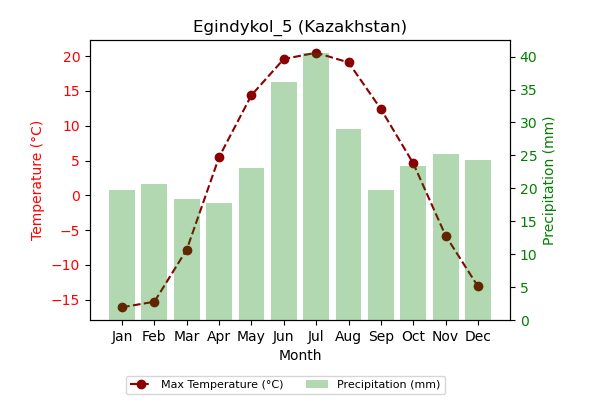 Egindykol_5 (Kazakhstan)
20
15
10
5
0
−5
−10
−15
Temperature (°C)
40
35
30
25
20
15
10
5
0
Precipitation (mm)
Jan Feb Mar Apr May Jun Jul Aug Sep Oct Nov Dec
Month
Max Temperature (°C) Precipitation (mm)